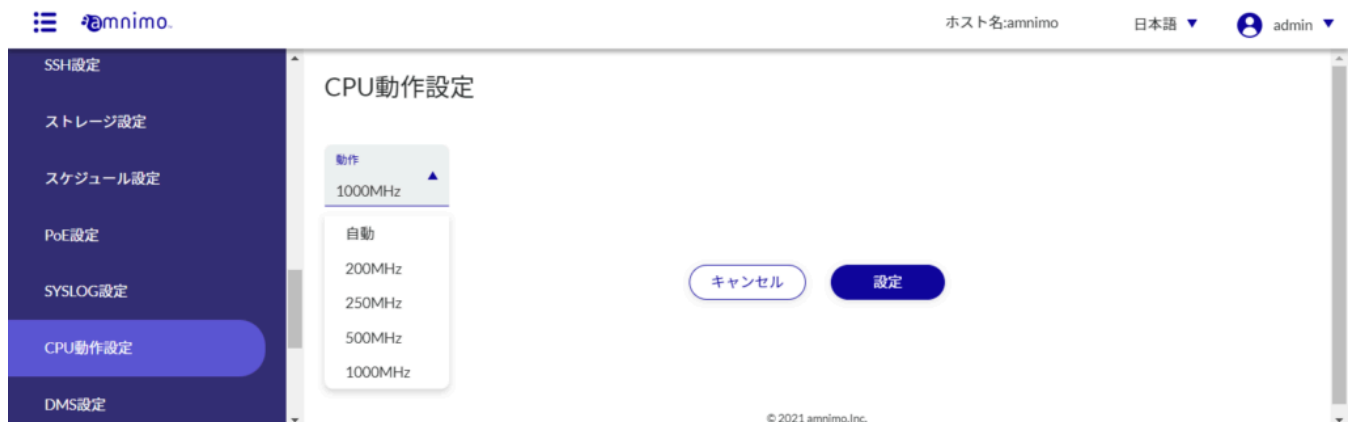 amnimo.
ホスト名:amnimo
日本語
admin
SSH設定
ストレージ設定
スケジュール設定
PoE設定
SYSLOG設定
CPU動作設定
DMS設定
CPU動作設定
動作
1000MHz
自動
200MHz
250MHz
500MHz
1000MHz
キャンセル
設定
© 2021 amnimo.Inc.